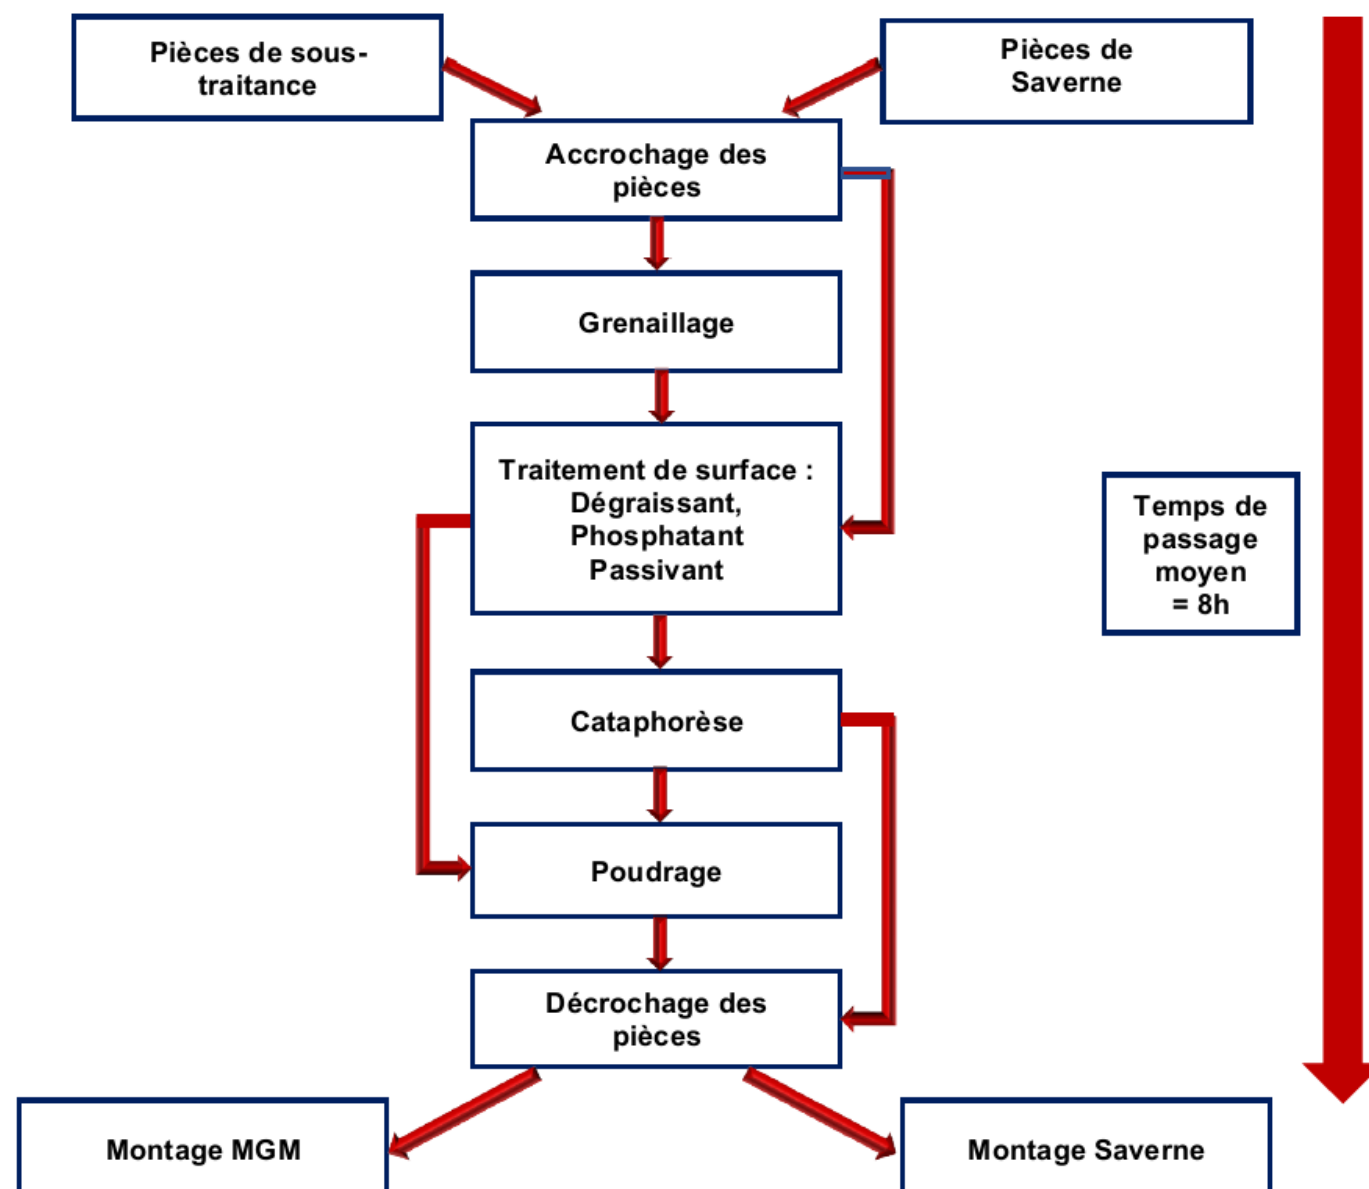 Pièces de sous-
traitance
Pièces de
Saverne
Accrochage des
pièces
Grenaillage
Traitement de surface :
Dégraissant,
Phosphatant
Passivant
Temps de
passage
moyen
= 8h
Cataphorèse
Poudrage
Décrochage des
pièces
Montage MGM
Montage Saverne